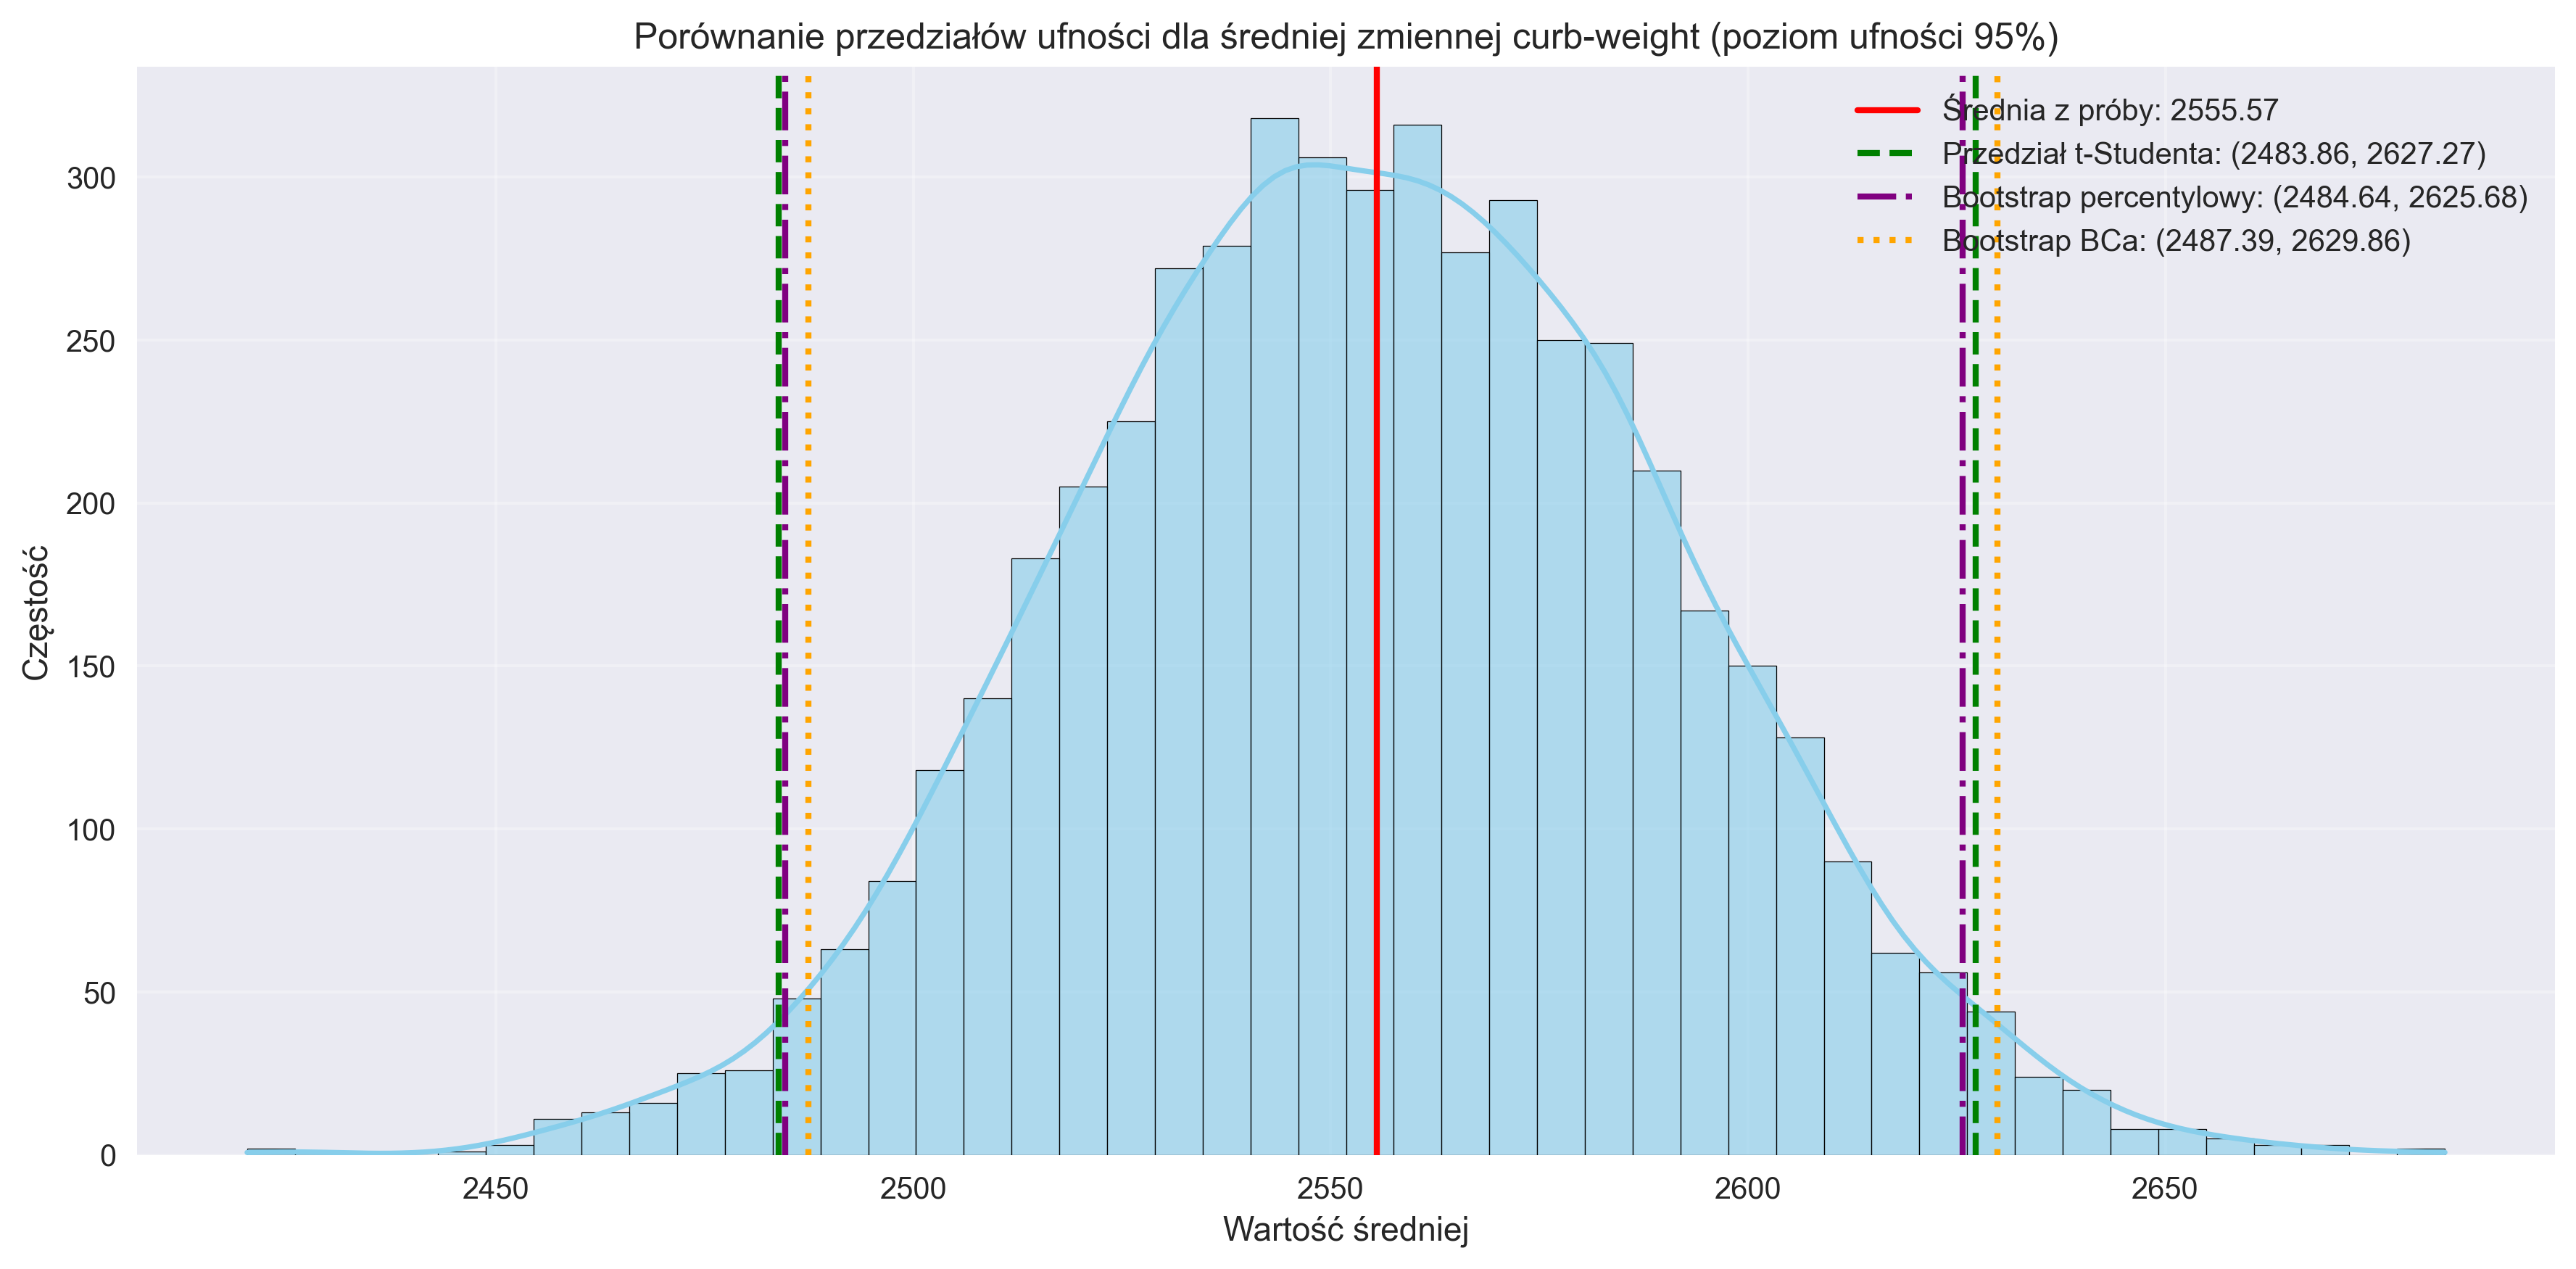 Porównanie przedziałów ufności dla średniej zmiennej curb-weight (poziom ufności 95%)
Średnia z próby: 2555.57
Przedział t-Studenta: (2483.86, 2627.27)
Bootstrap percentylowy: (2484.64, 2625.68)
Bootstrap BCa: (2487.39, 2629.86)
Częstość
300
250
200
150
100
50
0
2450 2500 2550 2600 2650
Wartość średniej